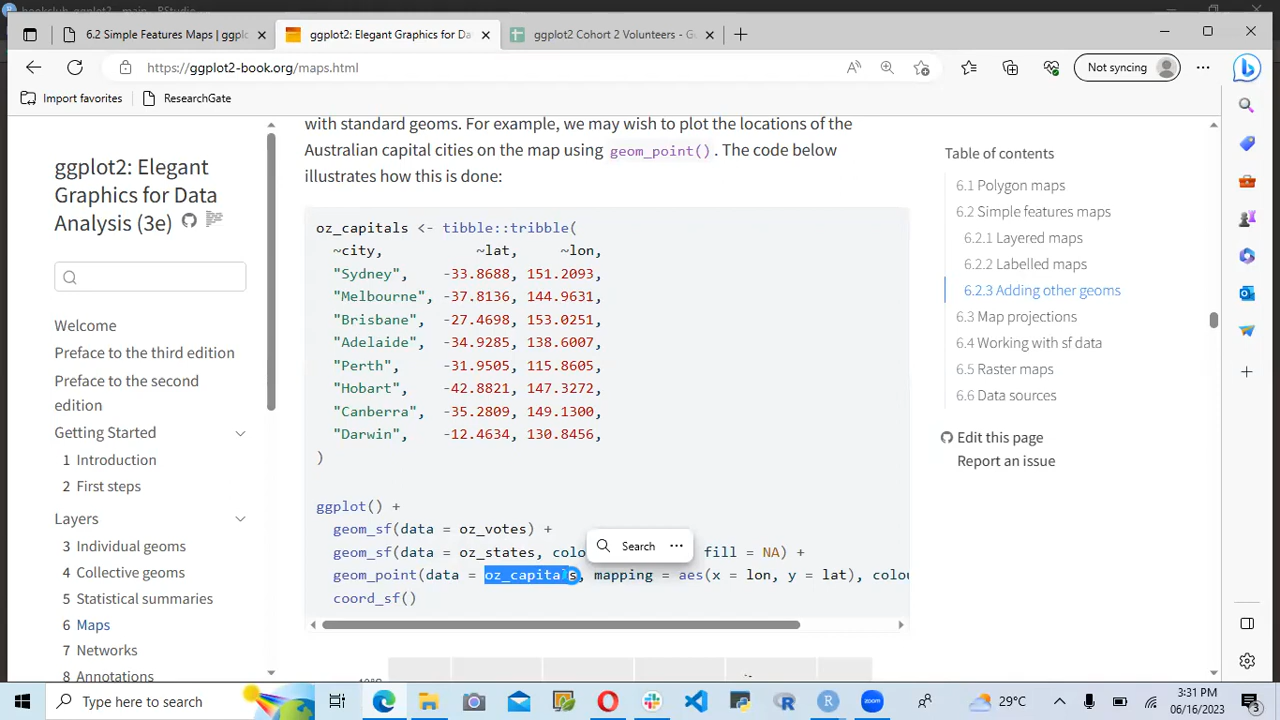 bookclub_ggplot2 - main - RStudio
6.2 Simple Features Maps | ggplo
ggplot2: Elegant Graphics for Da
ggplot2 Cohort 2 Volunteers - Go
https://ggplot2-book.org/maps.html
Not syncing
Import favorites
ResearchGate
ggplot2: Elegant
Graphics for Data
Analysis (3e)
Welcome
Preface to the third edition
Preface to the second
edition
Getting Started
1 Introduction
2 First steps
Layers
3 Individual geoms
4 Collective geoms
5 Statistical summaries
6 Maps
7 Networks
8 Annotations
with standard geoms. For example, we may wish to plot the locations of the
Australian capital cities on the map using geom_point(). The code below
illustrates how this is done:
oz_capitals <- tibble::tribble(
~city, ~lat, ~lon,
"Sydney", -33.8688, 151.2093,
"Melbourne", -37.8136, 144.9631,
"Brisbane", -27.4698, 153.0251,
"Adelaide", -34.9285, 138.6007,
"Perth", -31.9505, 115.8605,
"Hobart", -42.8821, 147.3272,
"Canberra", -35.2809, 149.1300,
"Darwin", -12.4634, 130.8456,
)
ggplot() +
geom_sf(data = oz_votes) +
geom_sf(data = oz_states, colo fill = NA) +
geom_point(data = oz_capitals, mapping = aes(x = lon, y = lat), colou
coord_sf()
Search
Table of contents
6.1 Polygon maps
6.2 Simple features maps
6.2.1 Layered maps
6.2.2 Labelled maps
6.2.3 Adding other geoms
6.3 Map projections
6.4 Working with sf data
6.5 Raster maps
6.6 Data sources
Edit this page
Report an issue
Type here to search
29°C
3:31 PM
06/16/2023
3